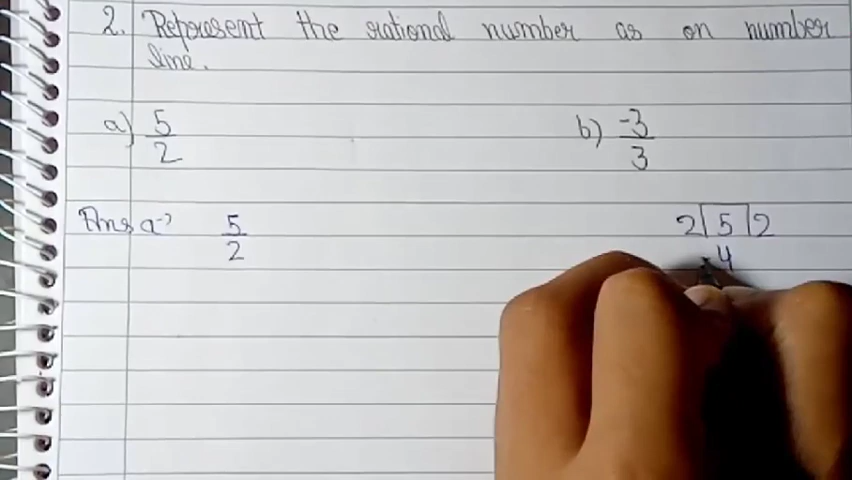 2. Represent the rational number as on number
line.
a) 5/2 b) -3/3
Ans a→ 5/2 2|5|2
4